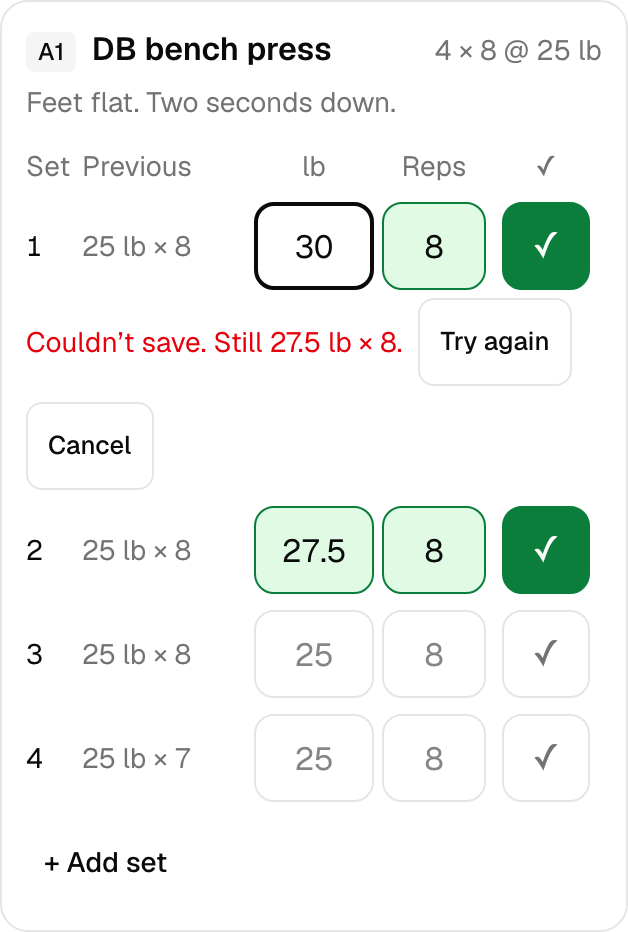 A1 DB bench press 4 × 8 @ 25 lb
Feet flat. Two seconds down.
Set Previous lb Reps ✓
1 25 lb × 8 30 8 ✓
Couldn’t save. Still 27.5 lb × 8. Try again
Cancel
2 25 lb × 8 27.5 8 ✓
3 25 lb × 8 25 8 ✓
4 25 lb × 7 25 8 ✓
+ Add set